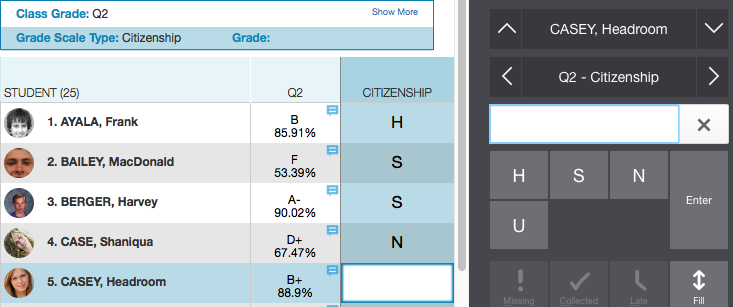 Class Grade: Q2
Show More
Grade Scale Type: Citizenship Grade:
STUDENT (25) Q2 CITIZENSHIP
1. AYALA, Frank B 85.91% H
2. BAILEY, MacDonald F 53.39% S
3. BERGER, Harvey A- 90.02% S
4. CASE, Shaniqua D+ 67.47% N
5. CASEY, Headroom B+ 88.9%
CASEY, Headroom
Q2 - Citizenship
H S N
Enter
U
Missing Collected Late Fill